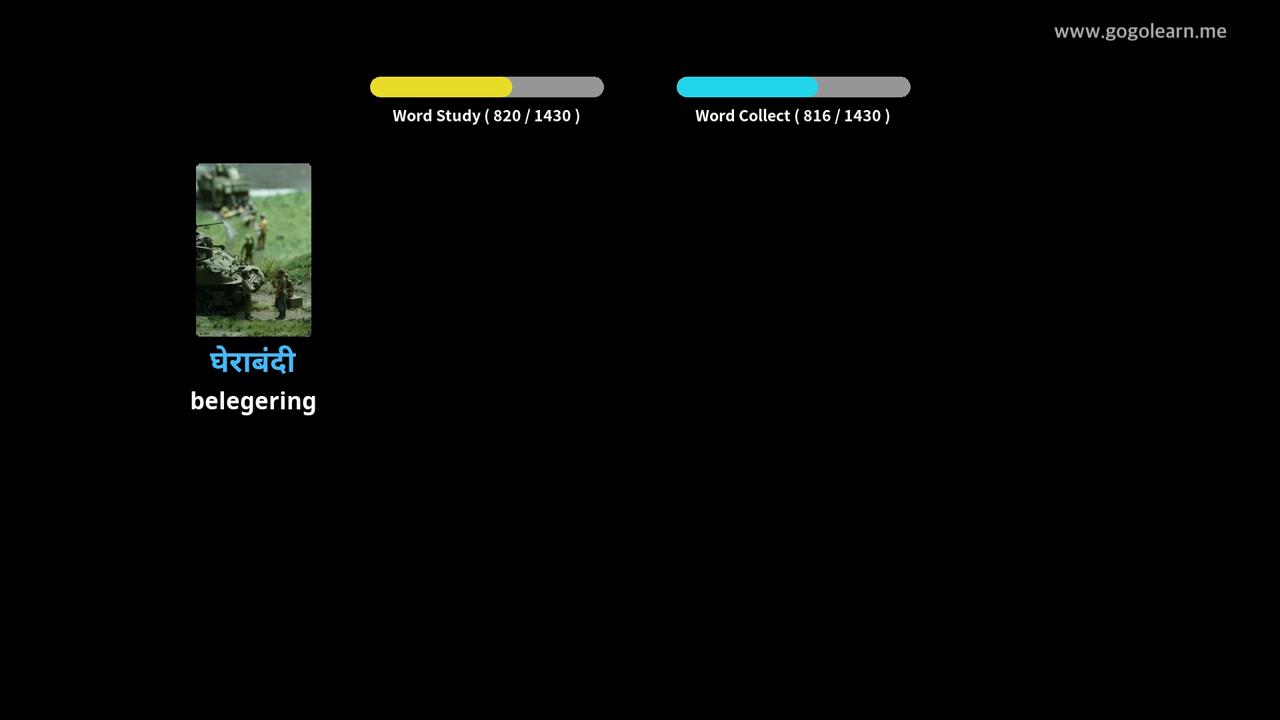 www.gogolearn.me
Word Study ( 820 / 1430 )
Word Collect ( 816 / 1430 )
घेराबंदी
belegering